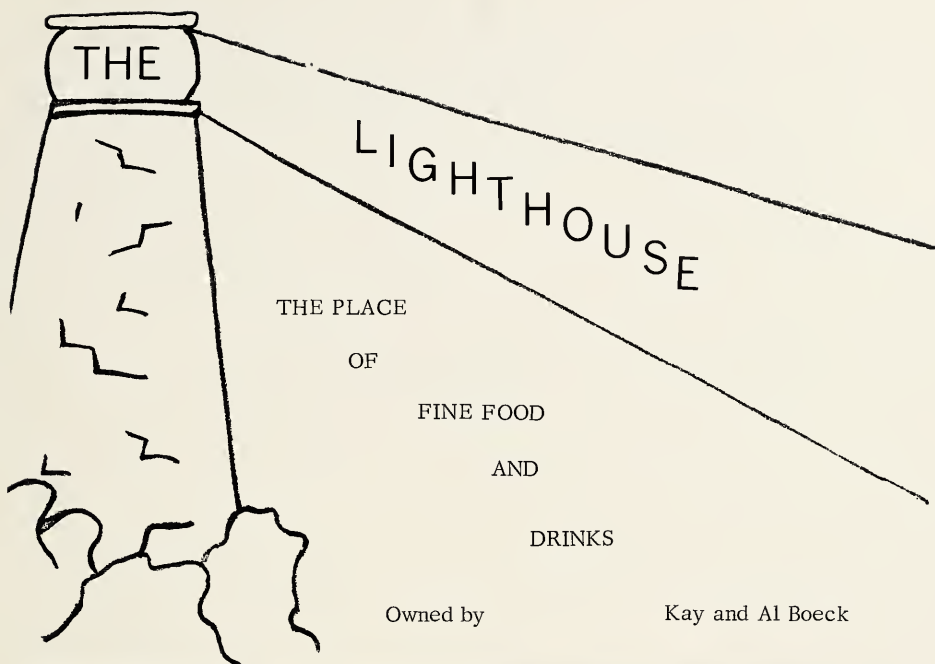 THE
LIGHTHOUSE
THE PLACE
OF
FINE FOOD
AND
DRINKS
Owned by Kay and Al Boeck